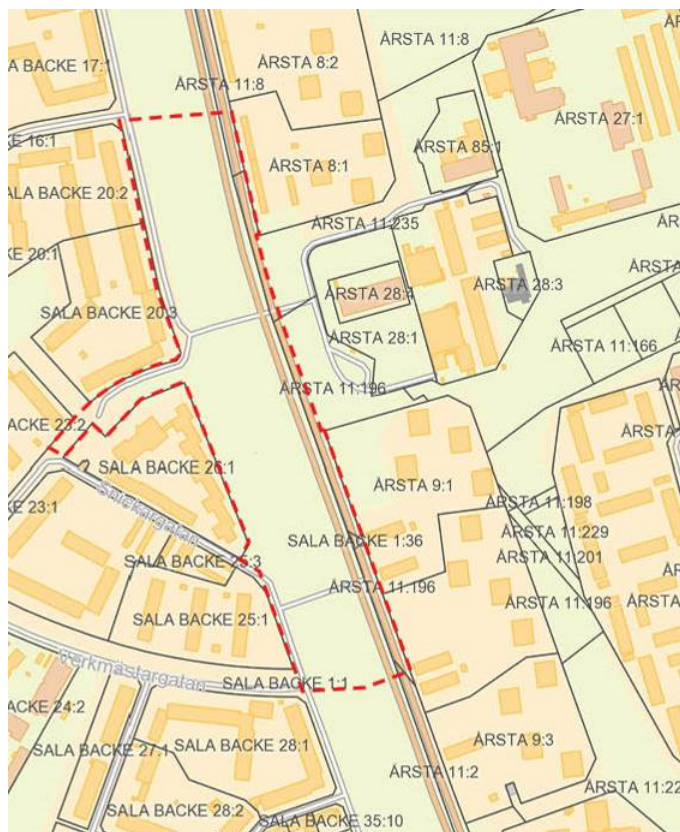 ÅRSTA 11:8
ÅRSTA 8:2
LA BACKE 17:1
ÅRSTA 11:8
ÅRSTA 27:1
KE 16:1
ÅRSTA 85:1
ÅRSTA 8:1
ALA BACKE 20:2
ÅRSTA 11:235
KE 20:1
ÅRSTA
ÅRSTA 28:4
ÅRSTA 28:3
SALA BACKE 20:3
ÅRSTA 28:1
ÅRSTA 11:166
ÅRSTA 11:196
ACKE 23:2
ÅRSTA
SALA BACKE 26:1
ÅRSTA 9:1
KE 23:1
ÅRSTA 11:198
Snickargatan
ÅRSTA 11:229
SALA BACKE 1:36
ÅRSTA 11:201
SALA BACKE 25:3
ÅRSTA 11:196
ÅRSTA 11:196
SALA BACKE 25:1
Verkmästargatan
SALA BACKE 1:1
ACKE 24:2
SALA BACKE 27:1
SALA BACKE 28:1
ÅRSTA 9:3
ÅRSTA 11:2
ÅRSTA 11:22
SALA BACKE 28:2
SALA BACKE 35:10